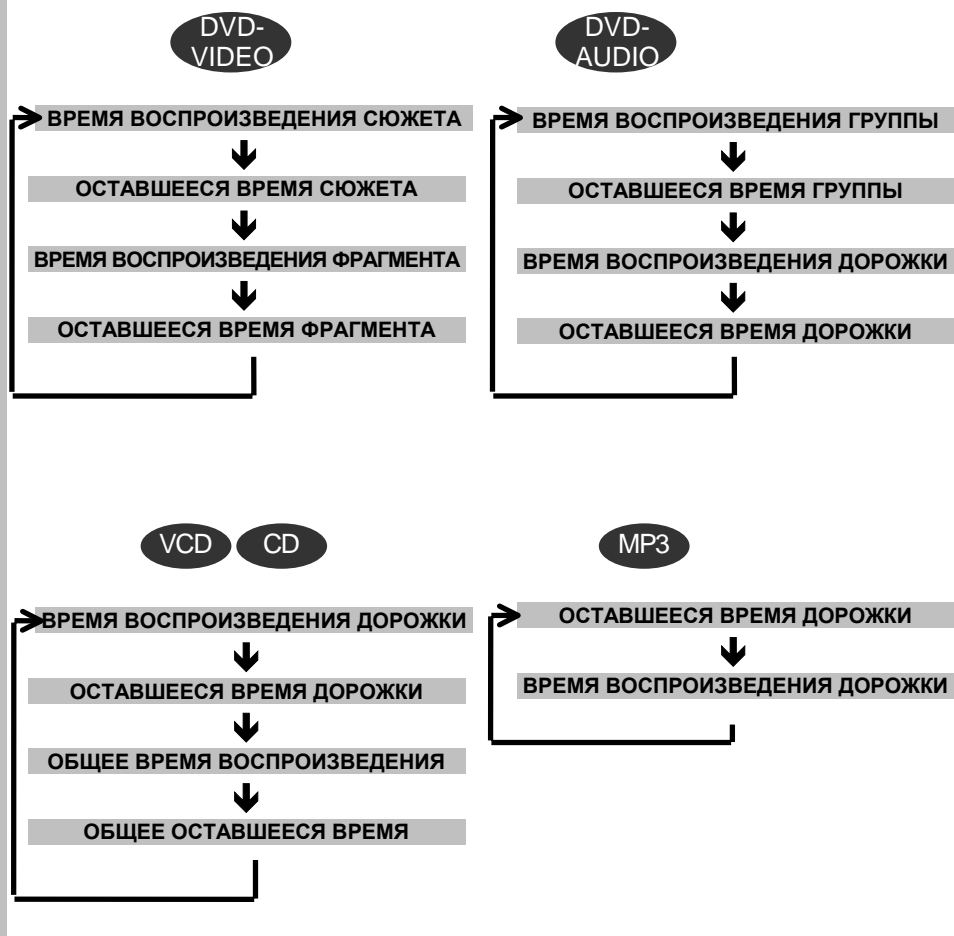 DVD-
VIDEO
ВРЕМЯ ВОСПРОИЗВЕДЕНИЯ СЮЖЕТА
ОСТАВШЕЕСЯ ВРЕМЯ СЮЖЕТА
ВРЕМЯ ВОСПРОИЗВЕДЕНИЯ ФРАГМЕНТА
ОСТАВШЕЕСЯ ВРЕМЯ ФРАГМЕНТА
DVD-
AUDIO
ВРЕМЯ ВОСПРОИЗВЕДЕНИЯ ГРУППЫ
ОСТАВШЕЕСЯ ВРЕМЯ ГРУППЫ
ВРЕМЯ ВОСПРОИЗВЕДЕНИЯ ДОРОЖКИ
ОСТАВШЕЕСЯ ВРЕМЯ ДОРОЖКИ
VCD CD
ВРЕМЯ ВОСПРОИЗВЕДЕНИЯ ДОРОЖКИ
ОСТАВШЕЕСЯ ВРЕМЯ ДОРОЖКИ
ОБЩЕЕ ВРЕМЯ ВОСПРОИЗВЕДЕНИЯ
ОБЩЕЕ ОСТАВШЕЕСЯ ВРЕМЯ
MP3
ОСТАВШЕЕСЯ ВРЕМЯ ДОРОЖКИ
ВРЕМЯ ВОСПРОИЗВЕДЕНИЯ ДОРОЖКИ